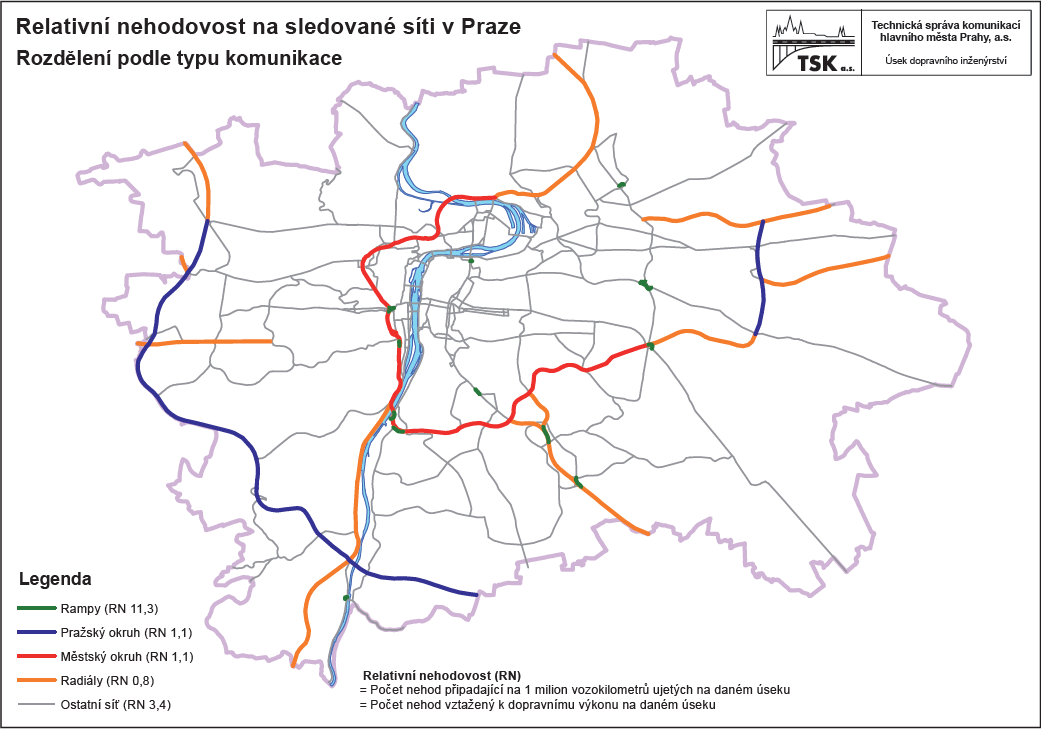 Relativní nehodovost na sledované síti v Praze
Rozdělení podle typu komunikace
TSK a.s.
Technická správa komunikací
hlavního města Prahy, a.s.
Úsek dopravního inženýrství
Legenda
Rampy (RN 11,3)
Pražský okruh (RN 1,1)
Městský okruh (RN 1,1)
Radiály (RN 0,8)
Ostatní síť (RN 3,4)
Relativní nehodovost (RN)
= Počet nehod připadající na 1 milion vozokilometrů ujetých na daném úseku
= Počet nehod vztažený k dopravnímu výkonu na daném úseku